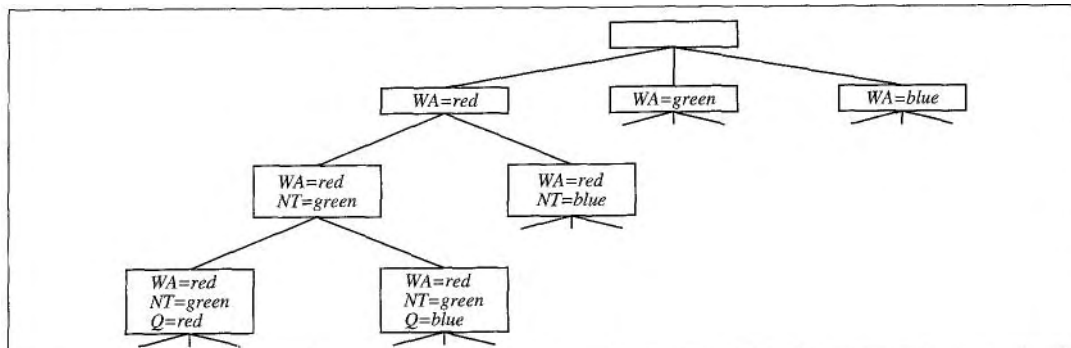 WA=red
WA=green
WA=blue
WA=red
NT=green
WA=red
NT=blue
WA=red
NT=green
Q=red
WA=red
NT=green
Q=blue